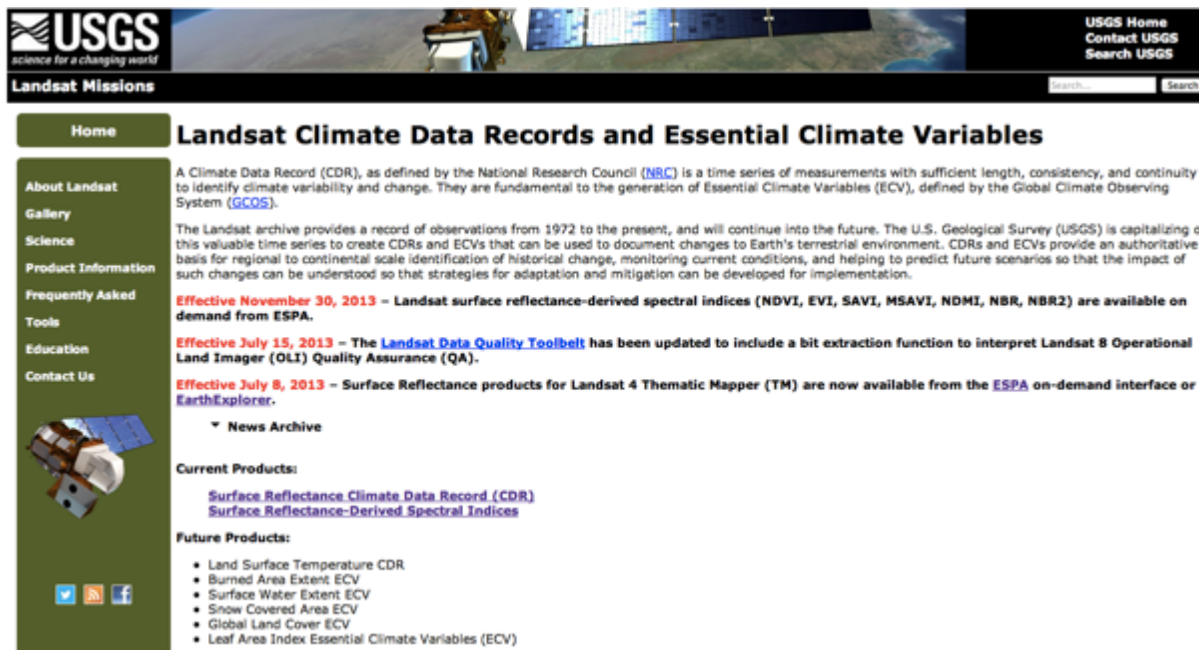 USGS
science for a changing world
USGS Home
Contact USGS
Search USGS
Landsat Missions
Search...
Search
Home
About Landsat
Gallery
Science
Product Information
Frequently Asked
Tools
Education
Contact Us
Landsat Climate Data Records and Essential Climate Variables
A Climate Data Record (CDR), as defined by the National Research Council (NRC) is a time series of measurements with sufficient length, consistency, and continuity
to identify climate variability and change. They are fundamental to the generation of Essential Climate Variables (ECV), defined by the Global Climate Observing
System (GCOS).
The Landsat archive provides a record of observations from 1972 to the present, and will continue into the future. The U.S. Geological Survey (USGS) is capitalizing o
this valuable time series to create CDRs and ECVs that can be used to document changes to Earth's terrestrial environment. CDRs and ECVs provide an authoritative
basis for regional to continental scale identification of historical change, monitoring current conditions, and helping to predict future scenarios so that the impact of
such changes can be understood so that strategies for adaptation and mitigation can be developed for implementation.
Effective November 30, 2013 – Landsat surface reflectance-derived spectral indices (NDVI, EVI, SAVI, MSAVI, NDMI, NBR, NBR2) are available on
demand from ESPA.
Effective July 15, 2013 – The Landsat Data Quality Toolbelt has been updated to include a bit extraction function to interpret Landsat 8 Operational
Land Imager (OLI) Quality Assurance (QA).
Effective July 8, 2013 – Surface Reflectance products for Landsat 4 Thematic Mapper (TM) are now available from the ESPA on-demand interface or
EarthExplorer.
News Archive
Current Products:
Surface Reflectance Climate Data Record (CDR)
Surface Reflectance-Derived Spectral Indices
Future Products:
• Land Surface Temperature CDR
• Burned Area Extent ECV
• Surface Water Extent ECV
• Snow Covered Area ECV
• Global Land Cover ECV
• Leaf Area Index Essential Climate Variables (ECV)